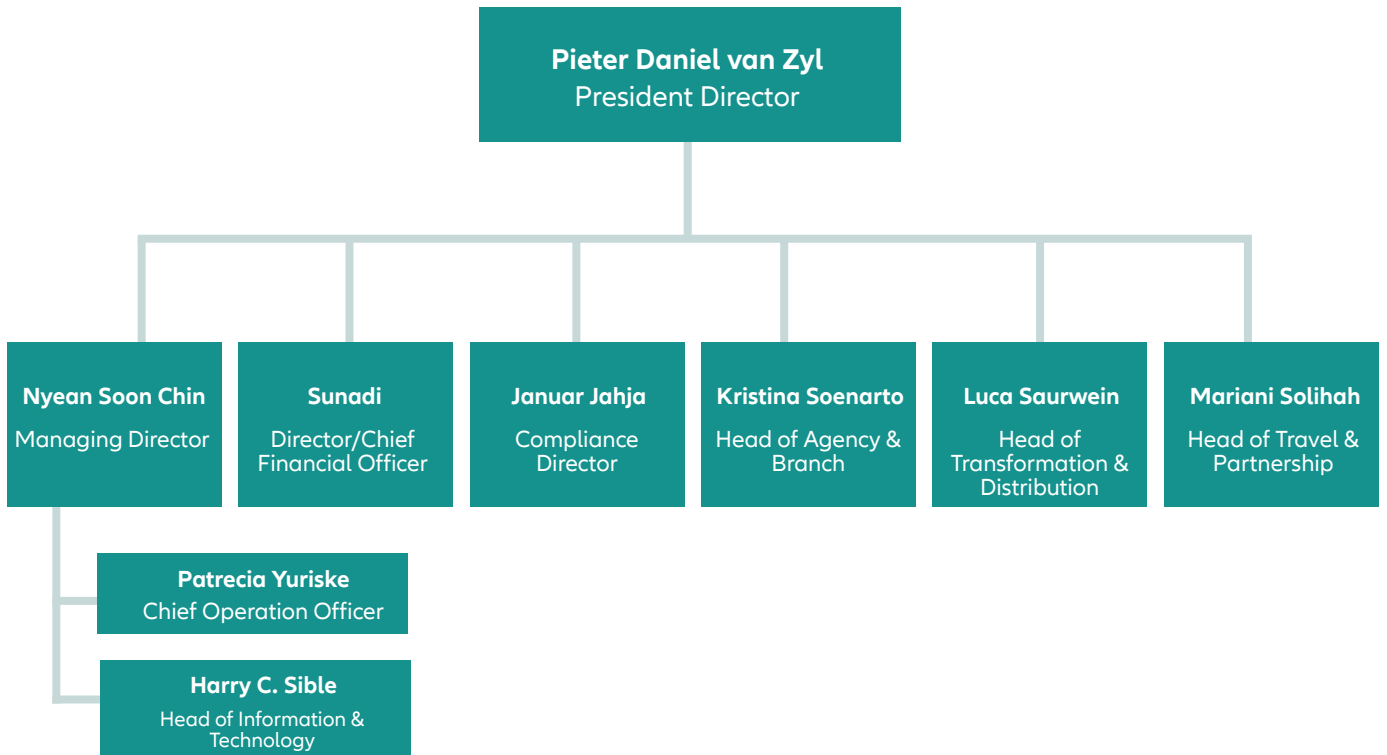 Pieter Daniel van Zyl
President Director
Nyean Soon Chin
Managing Director
Sunadi
Director/Chief
Financial Officer
Januar Jahja
Compliance
Director
Kristina Soenarto
Head of Agency &
Branch
Luca Saurwein
Head of
Transformation &
Distribution
Mariani Solihah
Head of Travel &
Partnership
Patrecia Yuriske
Chief Operation Officer
Harry C. Sible
Head of Information &
Technology